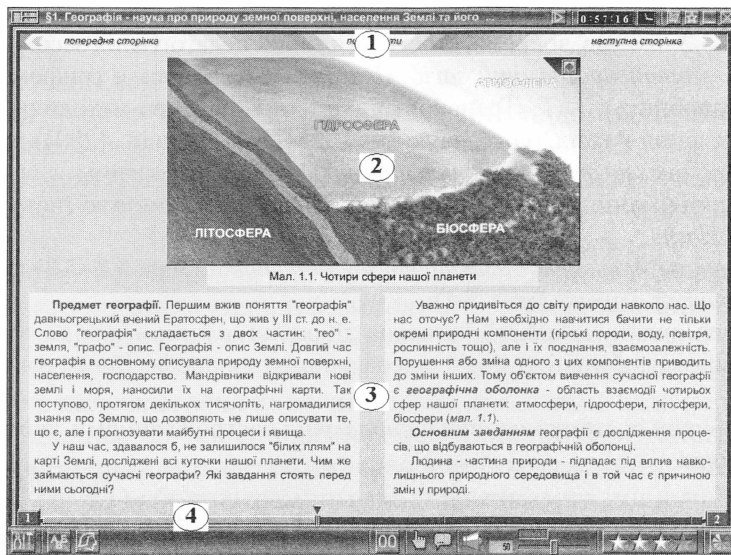 §1. Географія - наука про природу земної поверхні, населення Землі та його ...
0:57:16
попередня сторінка
1
наступна сторінка
АТМОСФЕРА
ГІДРОСФЕРА
2
ЛІТОСФЕРА
БІОСФЕРА
Мал. 1.1. Чотири сфери нашої планети
Предмет географії. Першим вжив поняття "географія"
давньогрецький вчений Ератосфен, що жив у III ст. до н. е.
Слово "географія" складається з двох частин: "гео" -
земля, "графо" - опис. Географія - опис Землі. Довгий час
географія в основному описувала природу земної поверхні,
населення, господарство. Мандрівники відкривали нові
землі і моря, наносили їх на географічні карти. Так
поступово, протягом декількох тисячоліть, нагромадилися
знання про Землю, що дозволяють не лише описувати те,
що є, але і прогнозувати майбутні процеси і явища.
У наш час, здавалося б, не залишилося "білих плям" на
карті Землі, досліджені всі куточки нашої планети. Чим же
займаються сучасні географи? Які завдання стоять перед
ними сьогодні?
3
Уважно придивіться до світу природи навколо нас. Що
нас оточує? Нам необхідно навчитися бачити не тільки
окремі природні компоненти (гірські породи, воду, повітря,
рослинність тощо), але і їх поєднання, взаємозалежність.
Порушення або зміна одного з цих компонентів приводить
до зміни інших. Тому об'єктом вивчення сучасної географії
є географічна оболонка - область взаємодії чотирьох
сфер нашої планети: атмосфери, гідросфери, літосфери,
біосфери (мал. 1.1).
Основним завданням географії є дослідження проце-
сів, що відбуваються в географічній оболонці.
Людина - частина природи - підпадає під вплив навко-
лишнього природного середовища і в той час є причиною
змін у природі.
1
4
2
00
50